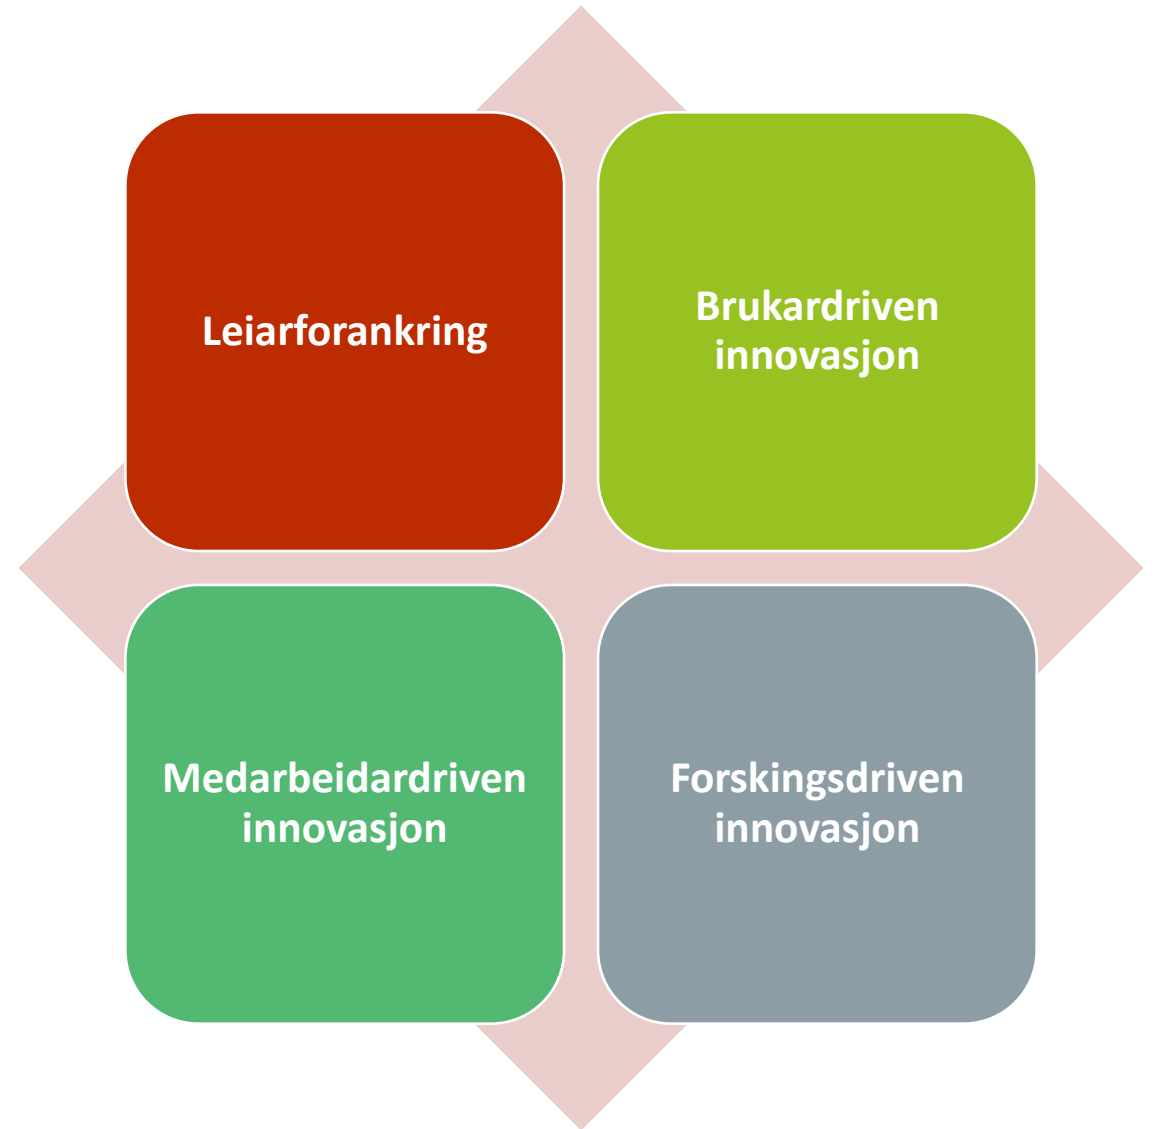 Leiarforankring
Brukardriven
innovasjon
Medarbeidardriven
innovasjon
Forskingsdriven
innovasjon